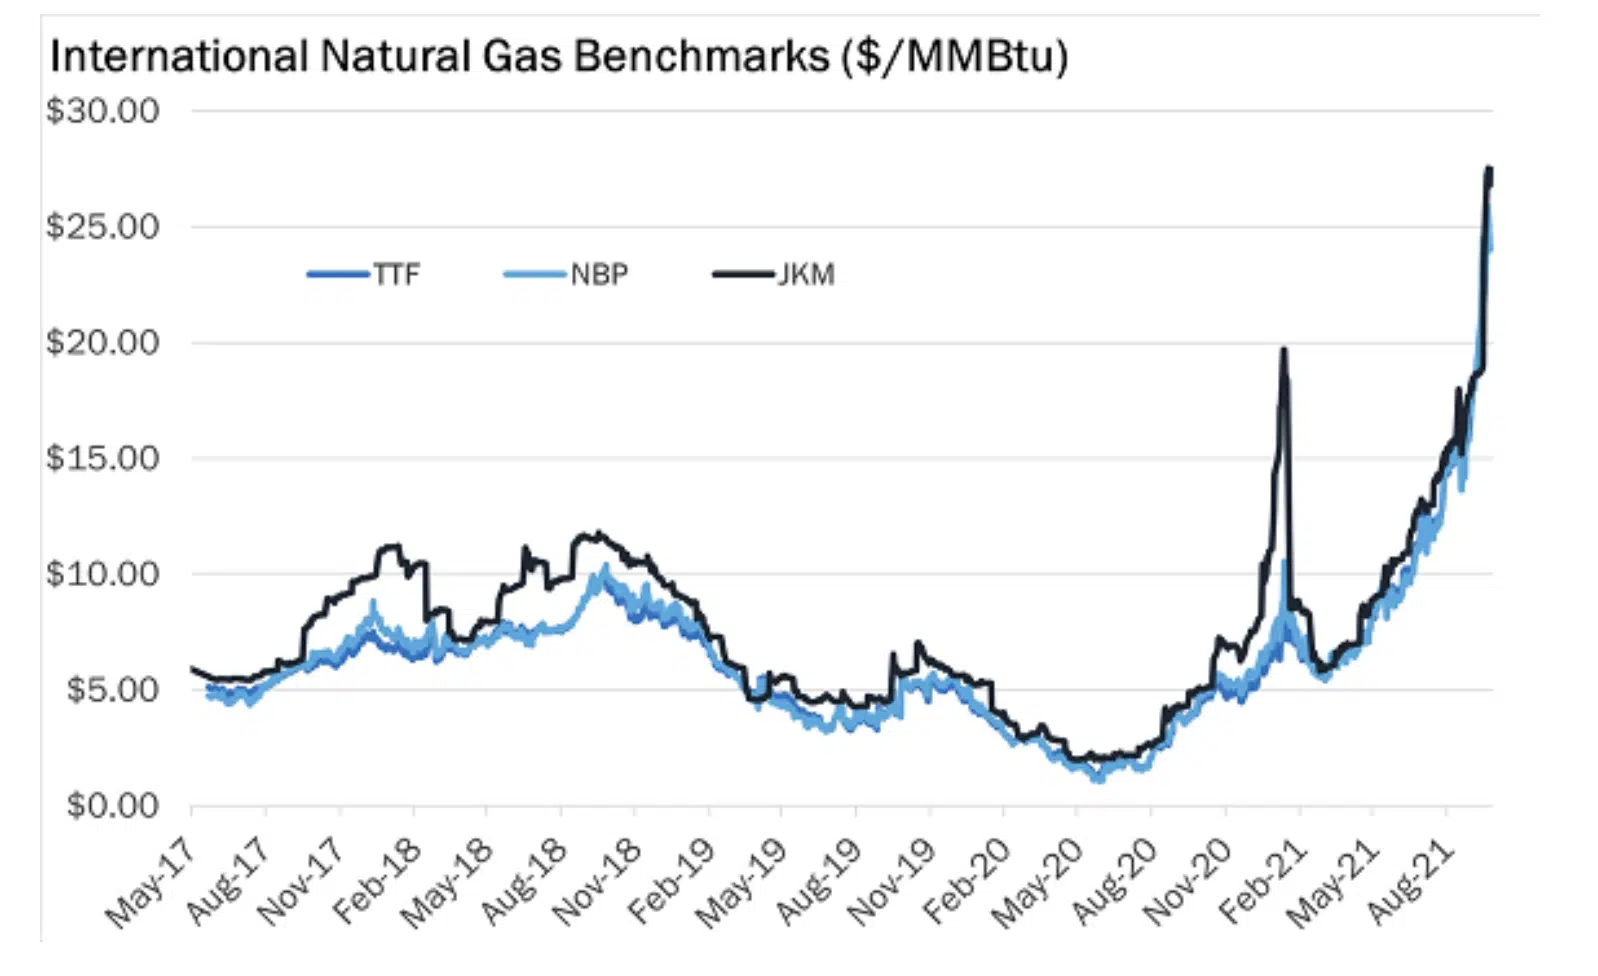 International Natural Gas Benchmarks ($/MMBtu)
$30.00
$25.00
TTF NBP JKM
$20.00
$15.00
$10.00
$5.00
$0.00
May-17 Aug-17 Nov-17 Feb-18 May-18 Aug-18 Nov-18 Feb-19 May-19 Aug-19 Nov-19 Feb-20 May-20 Aug-20 Nov-20 Feb-21 May-21 Aug-21